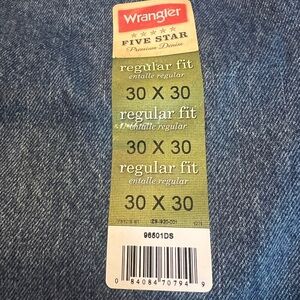 Wrangler
FIVE STAR
Premium Denim
regular fit
entalle regular
30 X 30
regular fit
entalle regular
30 X 30
regular fit
entalle regular
30 X 30
96501DS
0 84084 70794 9